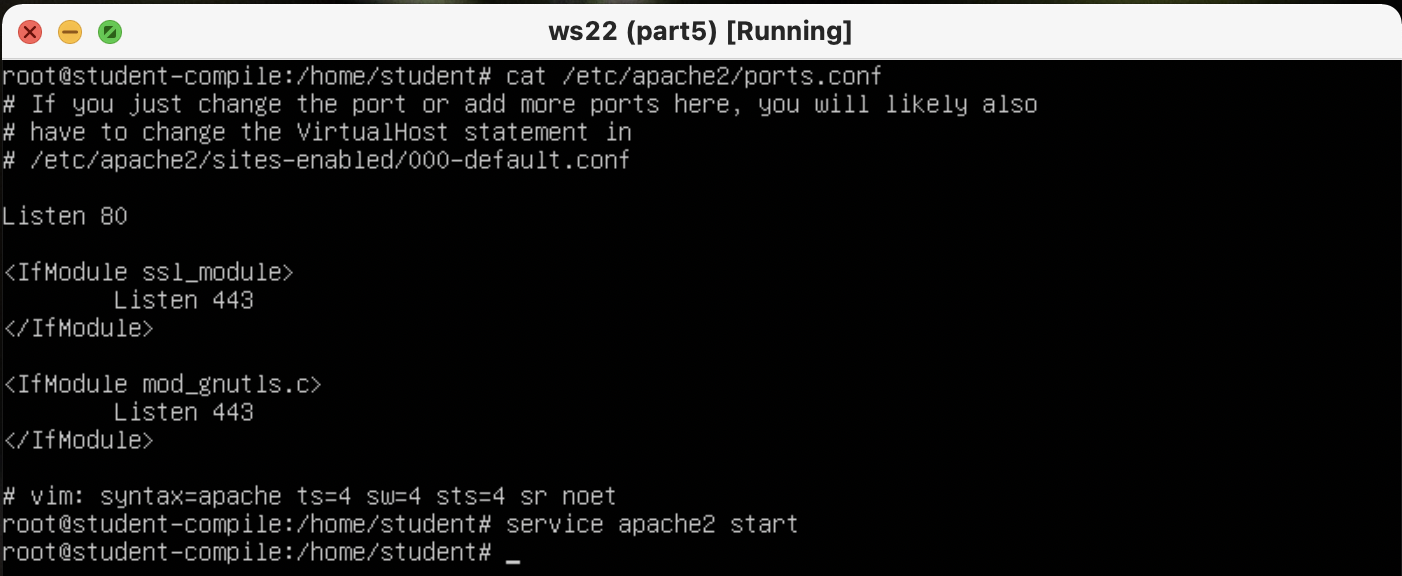 ws22 (part5) [Running]
root@student-compile:/home/student# cat /etc/apache2/ports.conf
# If you just change the port or add more ports here, you will likely also
# have to change the VirtualHost statement in
# /etc/apache2/sites-enabled/000-default.conf

Listen 80

<IfModule ssl_module>
        Listen 443
</IfModule>

<IfModule mod_gnutls.c>
        Listen 443
</IfModule>

# vim: syntax=apache ts=4 sw=4 sts=4 sr noet
root@student-compile:/home/student# service apache2 start
root@student-compile:/home/student# _